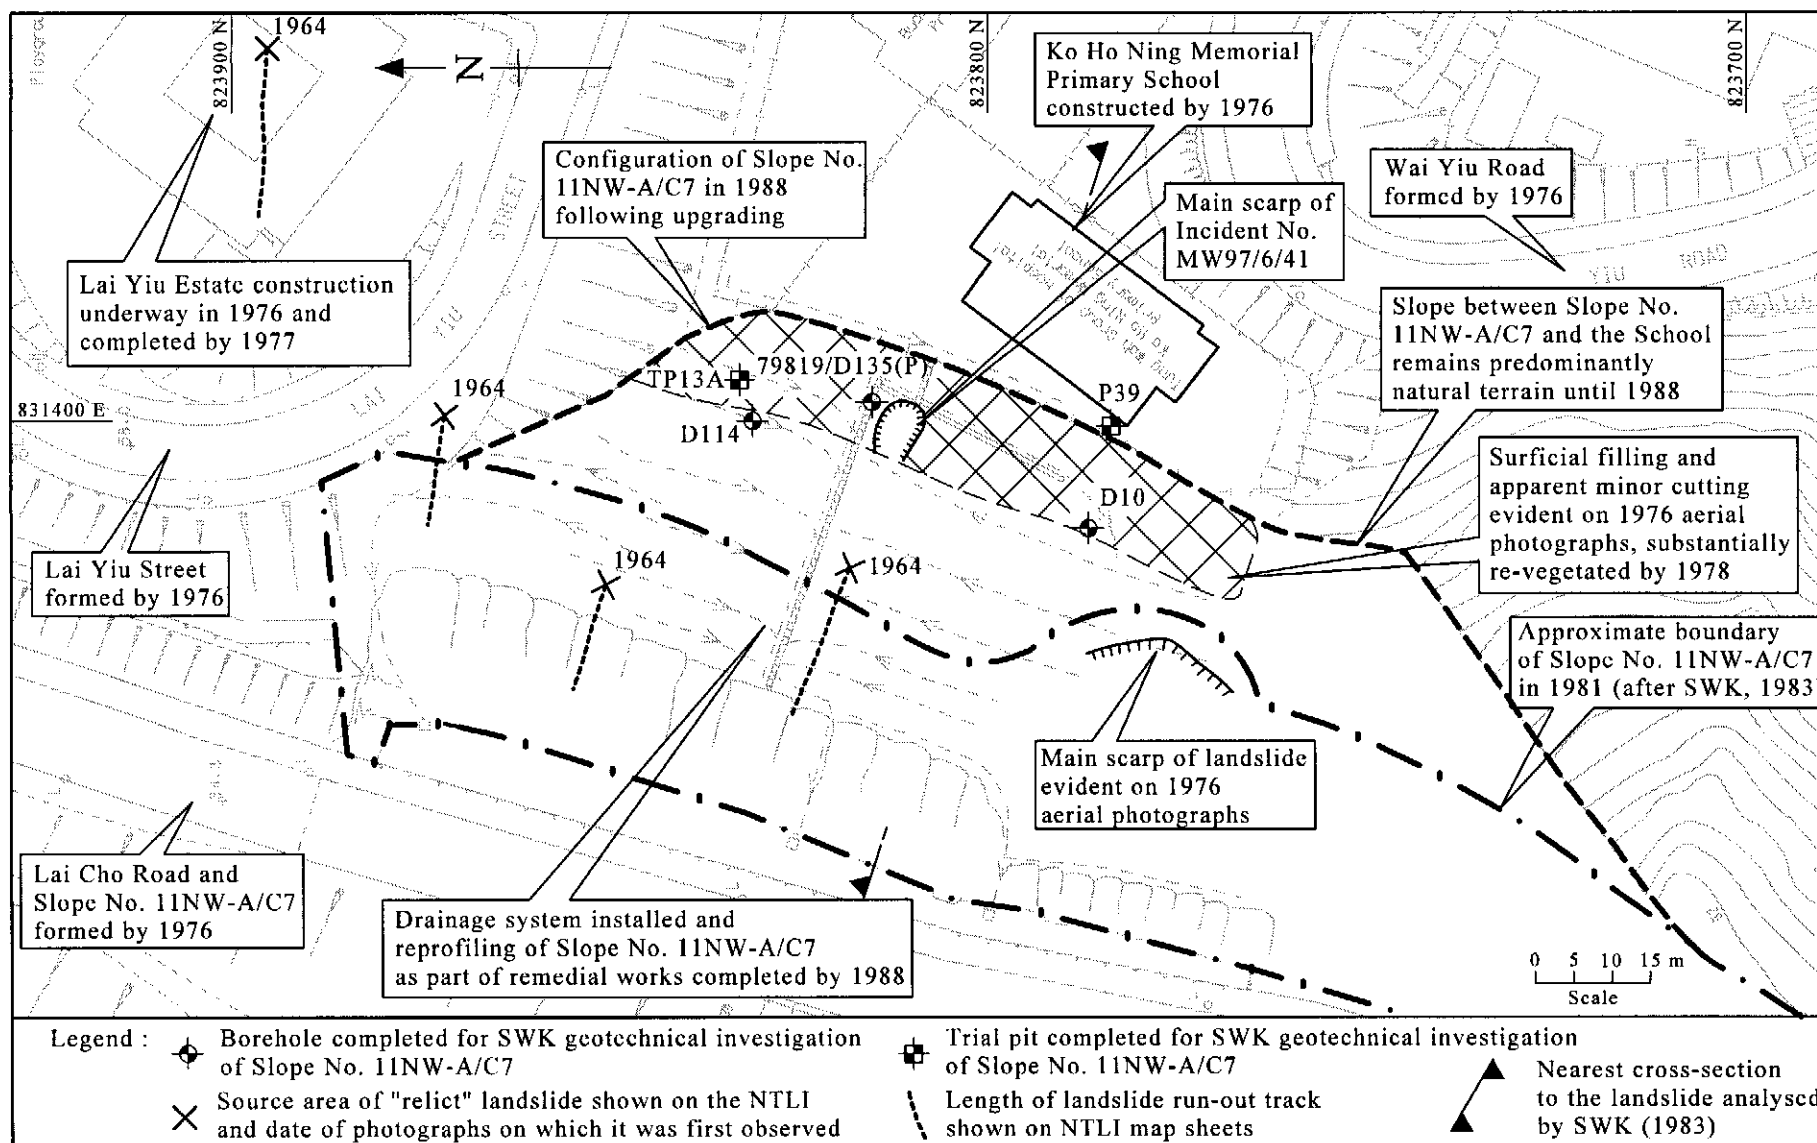 1964
823900 N
N
823800 N
823700 N
Ko Ho Ning Memorial
Primary School
constructed by 1976
Configuration of Slope No.
11NW-A/C7 in 1988
following upgrading
Main scarp of
Incident No.
MW97/6/41
Wai Yiu Road
formed by 1976
STREET
YIU
LAI
YIU ROAD
Lai Yiu Estate construction
underway in 1976 and
completed by 1977
Slope between Slope No.
11NW-A/C7 and the School
remains predominantly
natural terrain until 1988
79819/D135(P)
TP13A
1964
P39
831400 E
D114
D10
Surficial filling and
apparent minor cutting
evident on 1976 aerial
photographs, substantially
re-vegetated by 1978
Lai Yiu Street
formed by 1976
1964
1964
Approximate boundary
of Slope No. 11NW-A/C7
in 1981 (after SWK, 1983)
Main scarp of landslide
evident on 1976
aerial photographs
Lai Cho Road and
Slope No. 11NW-A/C7
formed by 1976
Drainage system installed and
reprofiling of Slope No. 11NW-A/C7
as part of remedial works completed by 1988
0 5 10 15 m
Scale
Legend :
Borehole completed for SWK geotechnical investigation
of Slope No. 11NW-A/C7
Trial pit completed for SWK geotechnical investigation
of Slope No. 11NW-A/C7
Source area of "relict" landslide shown on the NTLI
and date of photographs on which it was first observed
Length of landslide run-out track
shown on NTLI map sheets
Nearest cross-section
to the landslide analysed
by SWK (1983)